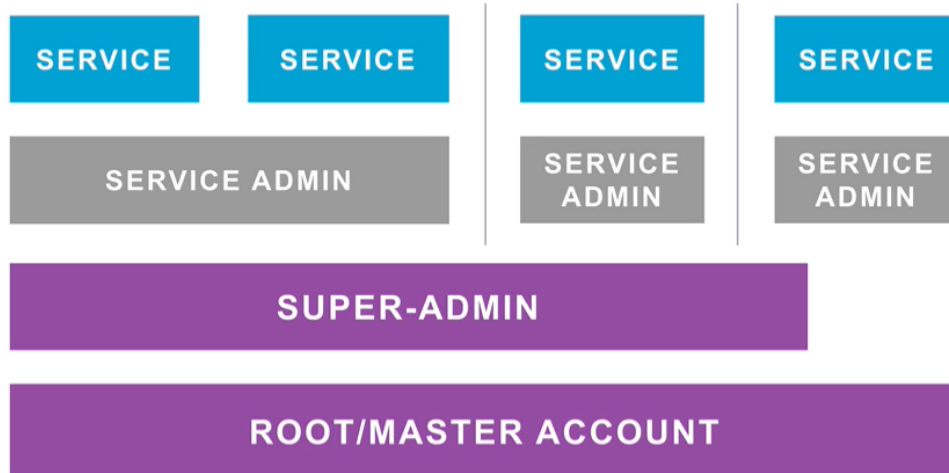 SERVICE
SERVICE
SERVICE
SERVICE
SERVICE ADMIN
SERVICE
ADMIN
SERVICE
ADMIN
SUPER-ADMIN
ROOT/MASTER ACCOUNT